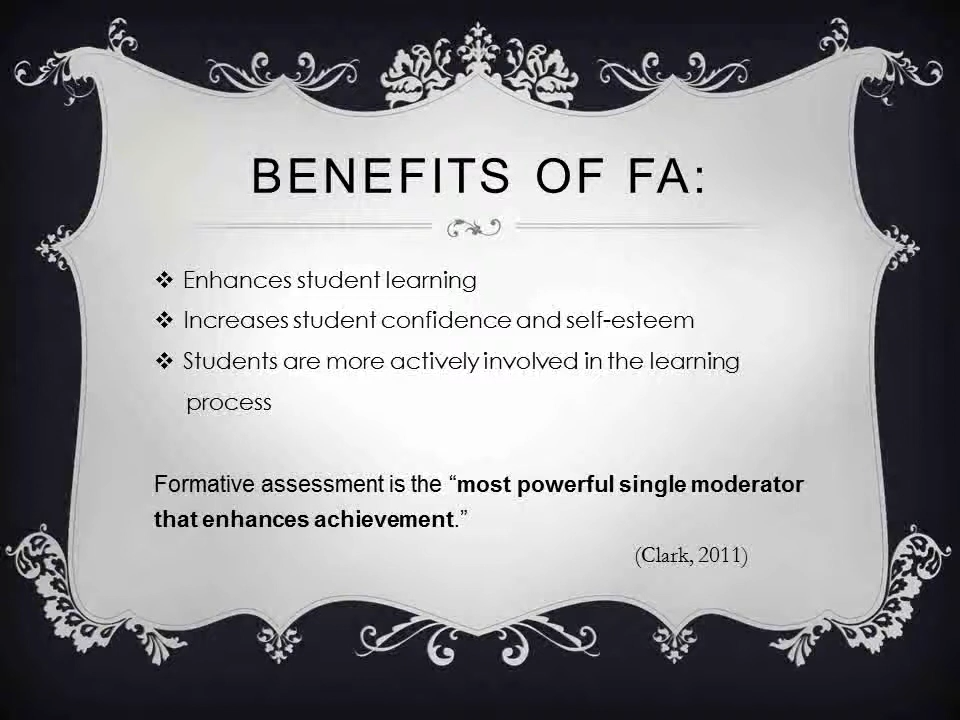 BENEFITS OF FA:
❖ Enhances student learning
❖ Increases student confidence and self-esteem
❖ Students are more actively involved in the learning
process
Formative assessment is the “most powerful single moderator
that enhances achievement.”
(Clark, 2011)